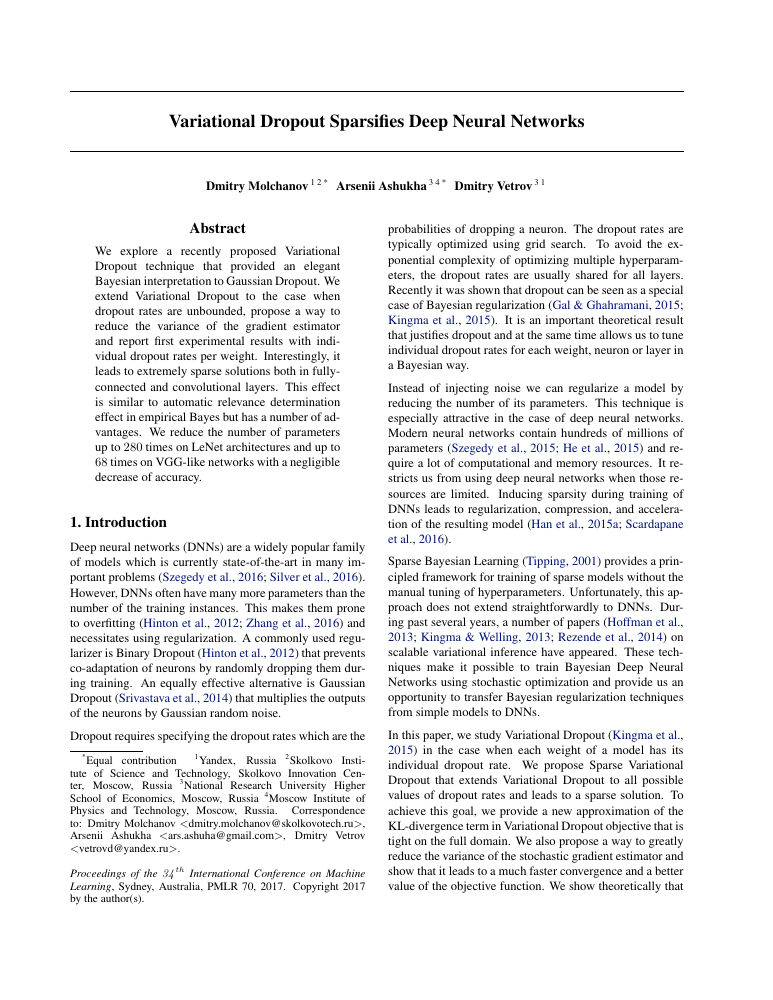 Variational Dropout Sparsifies Deep Neural Networks
Dmitry Molchanov 1 2 * Arsenii Ashukha 3 4 * Dmitry Vetrov 3 1
Abstract
We explore a recently proposed Variational
Dropout technique that provided an elegant
Bayesian interpretation to Gaussian Dropout. We
extend Variational Dropout to the case when
dropout rates are unbounded, propose a way to
reduce the variance of the gradient estimator
and report first experimental results with indi-
vidual dropout rates per weight. Interestingly, it
leads to extremely sparse solutions both in fully-
connected and convolutional layers. This effect
is similar to automatic relevance determination
effect in empirical Bayes but has a number of ad-
vantages. We reduce the number of parameters
up to 280 times on LeNet architectures and up to
68 times on VGG-like networks with a negligible
decrease of accuracy.
1. Introduction
Deep neural networks (DNNs) are a widely popular family
of models which is currently state-of-the-art in many im-
portant problems (Szegedy et al., 2016; Silver et al., 2016).
However, DNNs often have many more parameters than the
number of the training instances. This makes them prone
to overfitting (Hinton et al., 2012; Zhang et al., 2016) and
necessitates using regularization. A commonly used regu-
larizer is Binary Dropout (Hinton et al., 2012) that prevents
co-adaptation of neurons by randomly dropping them dur-
ing training. An equally effective alternative is Gaussian
Dropout (Srivastava et al., 2014) that multiplies the outputs
of the neurons by Gaussian random noise.
Dropout requires specifying the dropout rates which are the
*Equal contribution 1Yandex, Russia 2Skolkovo Insti-
tute of Science and Technology, Skolkovo Innovation Cen-
ter, Moscow, Russia 3National Research University Higher
School of Economics, Moscow, Russia 4Moscow Institute of
Physics and Technology, Moscow, Russia. Correspondence
to: Dmitry Molchanov <dmitry.molchanov@skolkovotech.ru>,
Arsenii Ashukha <ars.ashuha@gmail.com>, Dmitry Vetrov
<vetrovd@yandex.ru>.
Proceedings of the 34th International Conference on Machine
Learning, Sydney, Australia, PMLR 70, 2017. Copyright 2017
by the author(s).
probabilities of dropping a neuron. The dropout rates are
typically optimized using grid search. To avoid the ex-
ponential complexity of optimizing multiple hyperparam-
eters, the dropout rates are usually shared for all layers.
Recently it was shown that dropout can be seen as a special
case of Bayesian regularization (Gal & Ghahramani, 2015;
Kingma et al., 2015). It is an important theoretical result
that justifies dropout and at the same time allows us to tune
individual dropout rates for each weight, neuron or layer in
a Bayesian way.
Instead of injecting noise we can regularize a model by
reducing the number of its parameters. This technique is
especially attractive in the case of deep neural networks.
Modern neural networks contain hundreds of millions of
parameters (Szegedy et al., 2015; He et al., 2015) and re-
quire a lot of computational and memory resources. It re-
stricts us from using deep neural networks when those re-
sources are limited. Inducing sparsity during training of
DNNs leads to regularization, compression, and accelera-
tion of the resulting model (Han et al., 2015a; Scardapane
et al., 2016).
Sparse Bayesian Learning (Tipping, 2001) provides a prin-
cipled framework for training of sparse models without the
manual tuning of hyperparameters. Unfortunately, this ap-
proach does not extend straightforwardly to DNNs. Dur-
ing past several years, a number of papers (Hoffman et al.,
2013; Kingma & Welling, 2013; Rezende et al., 2014) on
scalable variational inference have appeared. These tech-
niques make it possible to train Bayesian Deep Neural
Networks using stochastic optimization and provide us an
opportunity to transfer Bayesian regularization techniques
from simple models to DNNs.
In this paper, we study Variational Dropout (Kingma et al.,
2015) in the case when each weight of a model has its
individual dropout rate. We propose Sparse Variational
Dropout that extends Variational Dropout to all possible
values of dropout rates and leads to a sparse solution. To
achieve this goal, we provide a new approximation of the
KL-divergence term in Variational Dropout objective that is
tight on the full domain. We also propose a way to greatly
reduce the variance of the stochastic gradient estimator and
show that it leads to a much faster convergence and a better
value of the objective function. We show theoretically that